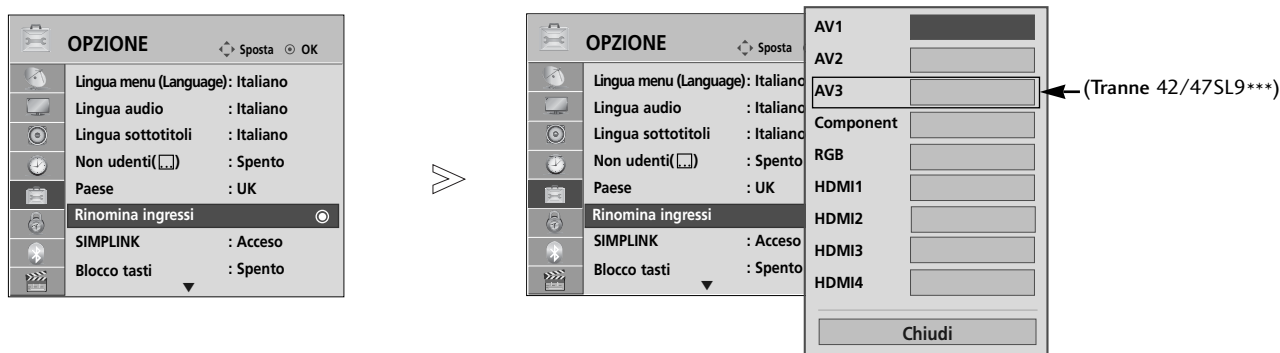 OPZIONE
Sposta OK
Lingua menu (Language) : Italiano
Lingua audio : Italiano
Lingua sottotitoli : Italiano
Non udenti( ... ) : Spento
Paese : UK
Rinomina ingressi
SIMPLINK : Acceso
Blocco tasti : Spento
OPZIONE
Sposta
Lingua menu (Language) : Italiano
Lingua audio : Italiano
Lingua sottotitoli : Italiano
Non udenti( ... ) : Spento
Paese : UK
Rinomina ingressi
SIMPLINK : Acceso
Blocco tasti : Spento
AV1
AV2
AV3
(Tranne 42/47SL9***)
Component
RGB
HDMI1
HDMI2
HDMI3
HDMI4
Chiudi